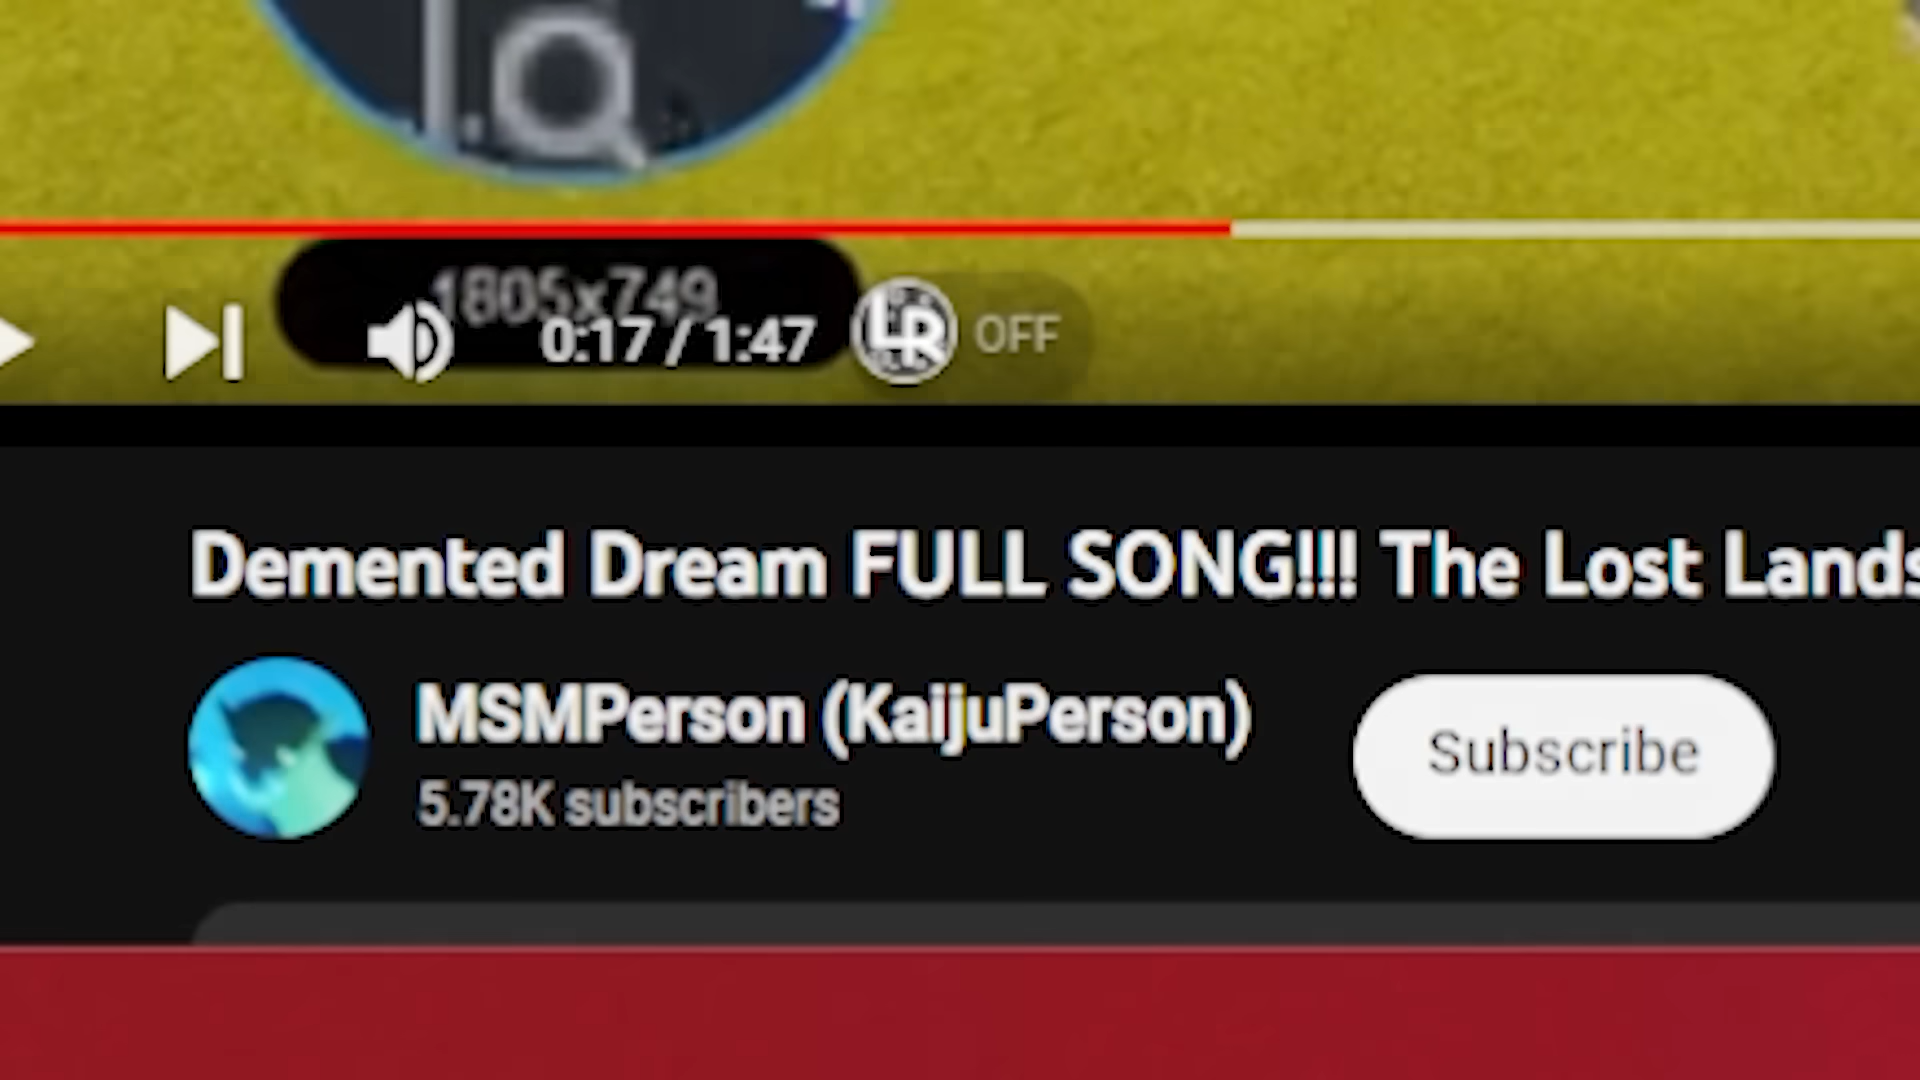 1805x749
0:17 / 1:47
LR OFF
Demented Dream FULL SONG!!! The Lost Lands
MSMPerson (KaijuPerson)
Subscribe
5.78K subscribers